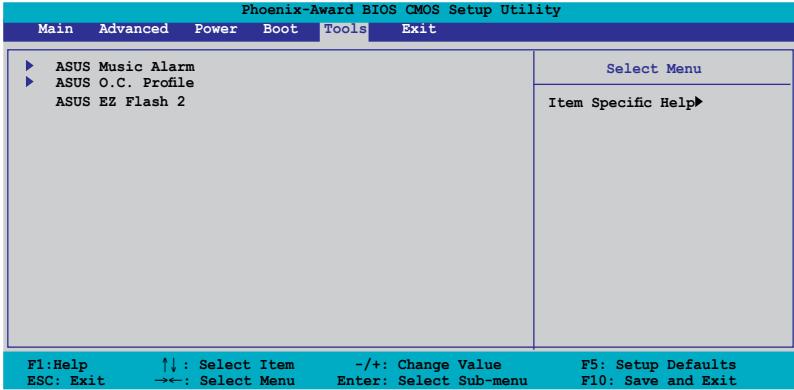 Phoenix-Award BIOS CMOS Setup Utility
Main Advanced Power Boot Tools Exit
ASUS Music Alarm
ASUS O.C. Profile
ASUS EZ Flash 2
Select Menu
Item Specific Help
F1:Help ↑↓: Select Item -/+: Change Value F5: Setup Defaults
ESC: Exit →←: Select Menu Enter: Select Sub-menu F10: Save and Exit